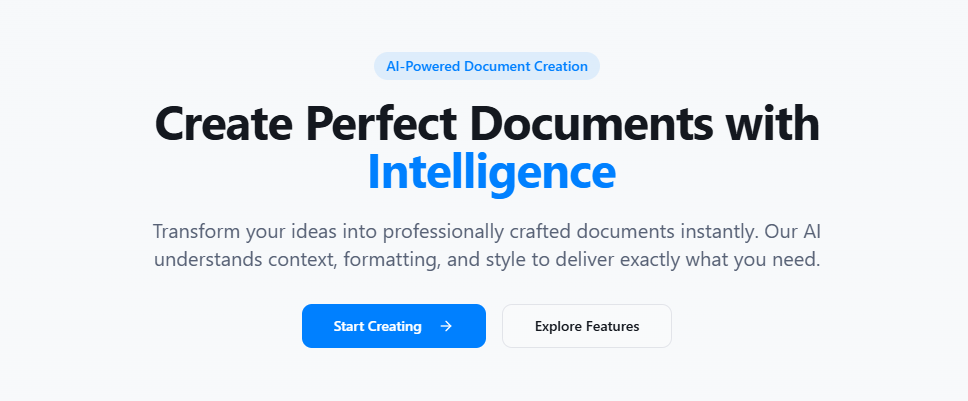 AI-Powered Document Creation
Create Perfect Documents with
Intelligence
Transform your ideas into professionally crafted documents instantly. Our AI
understands context, formatting, and style to deliver exactly what you need.
Start Creating →
Explore Features